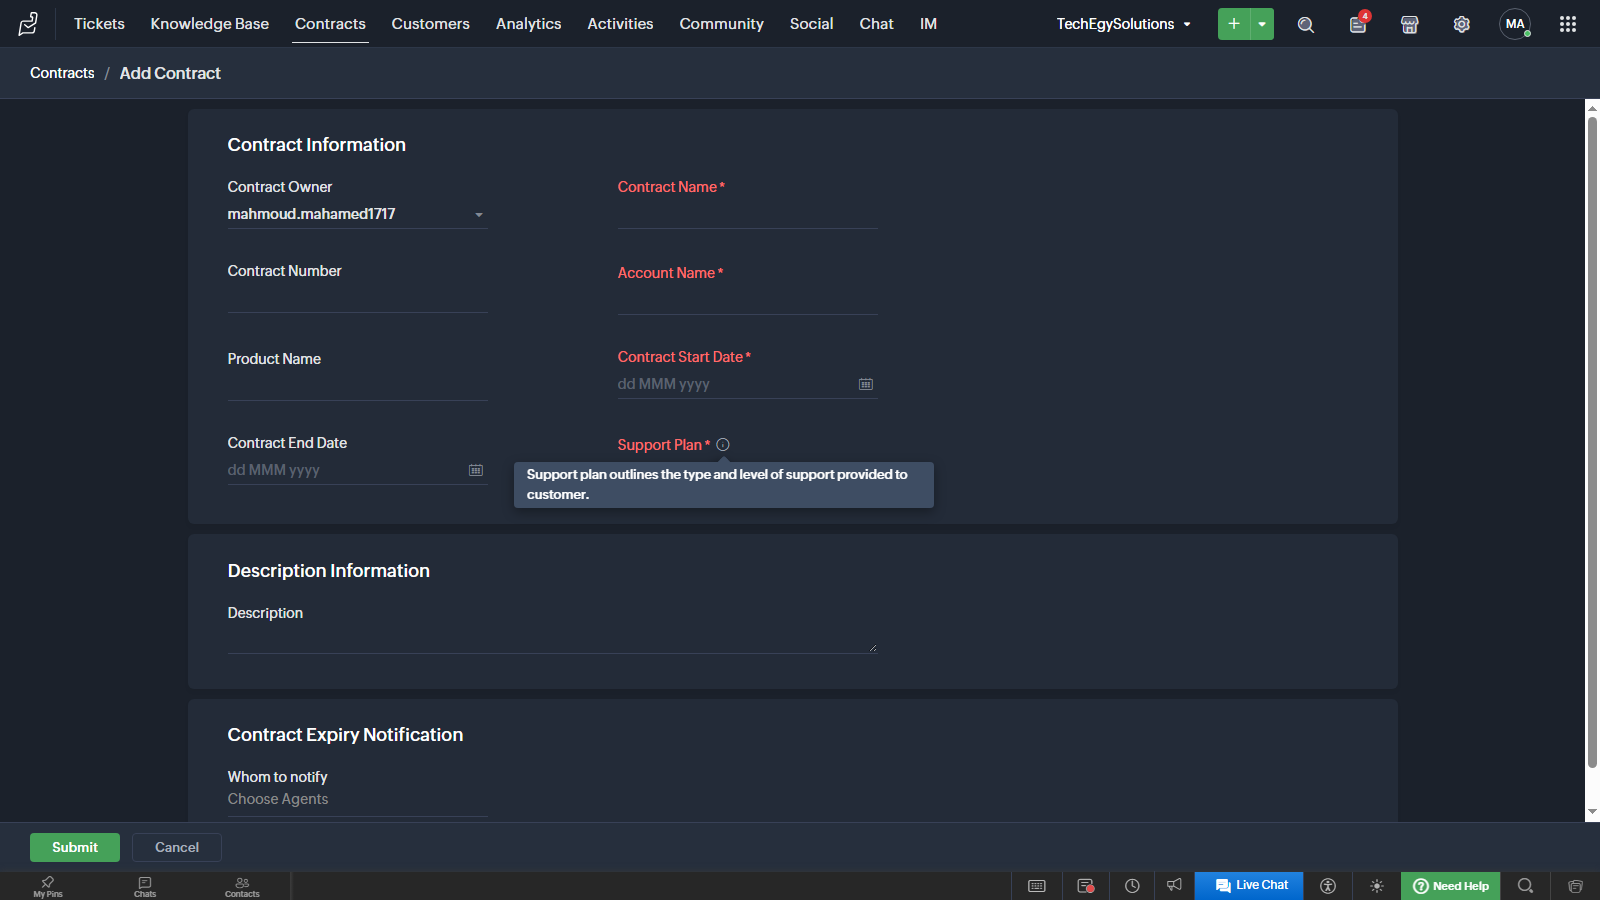 Tickets Knowledge Base Contracts Customers Analytics Activities Community Social Chat IM TechEgySolutions 4 MA
Contracts / Add Contract
Contract Information
Contract Owner
mahmoud.mahamed1717
Contract Name *
Contract Number
Account Name *
Product Name
Contract Start Date *
dd MMM yyyy
Contract End Date
dd MMM yyyy
Support Plan *
Support plan outlines the type and level of support provided to
customer.
Description Information
Description
Contract Expiry Notification
Whom to notify
Choose Agents
Submit Cancel
My Pins Chats Contacts Live Chat Need Help